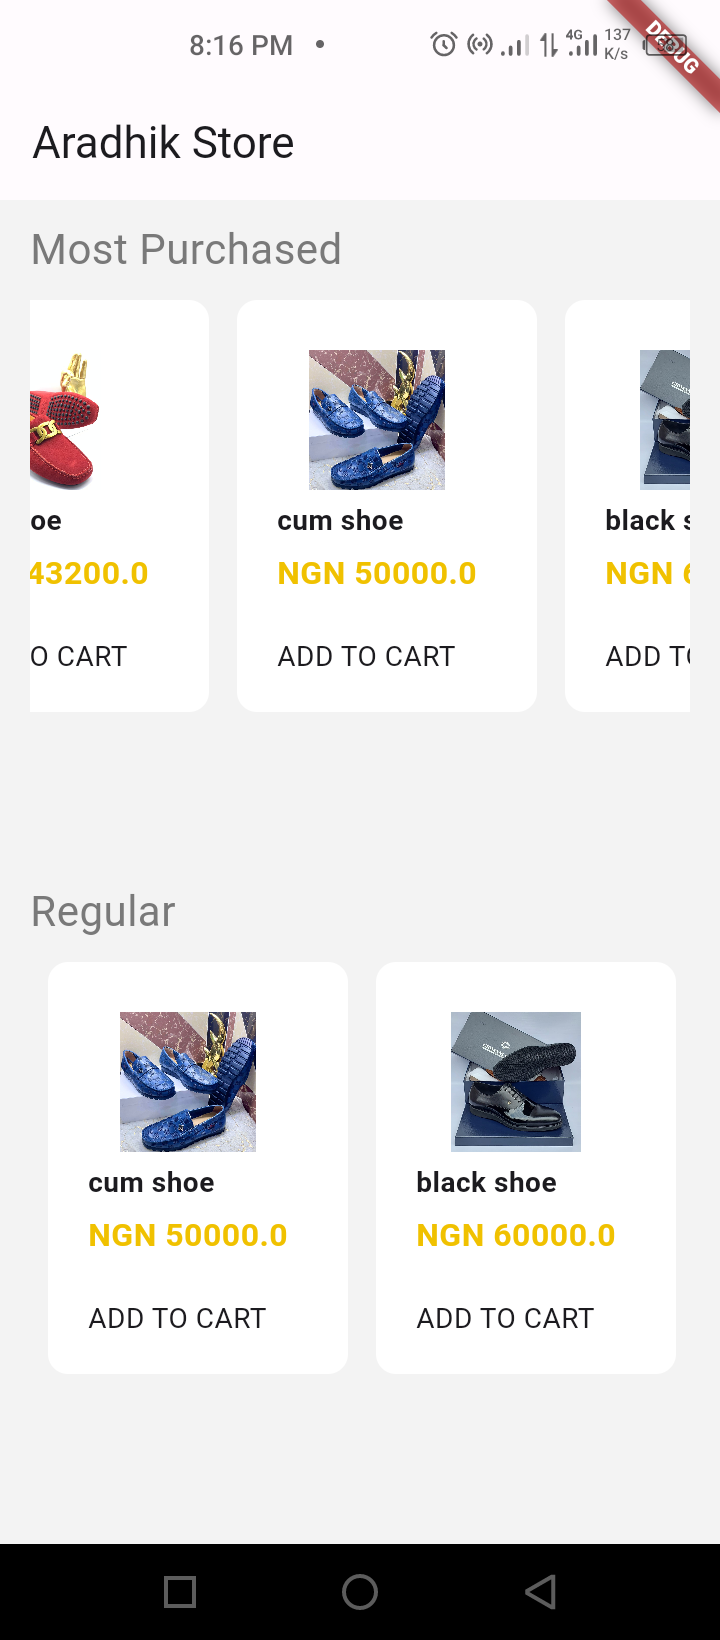 8:16 PM
4G 137
K/s
DEBUG
Aradhik Store
Most Purchased
oe
43200.0
O CART
cum shoe
NGN 50000.0
ADD TO CART
black s
NGN 6
ADD TO
Regular
cum shoe
NGN 50000.0
ADD TO CART
black shoe
NGN 60000.0
ADD TO CART